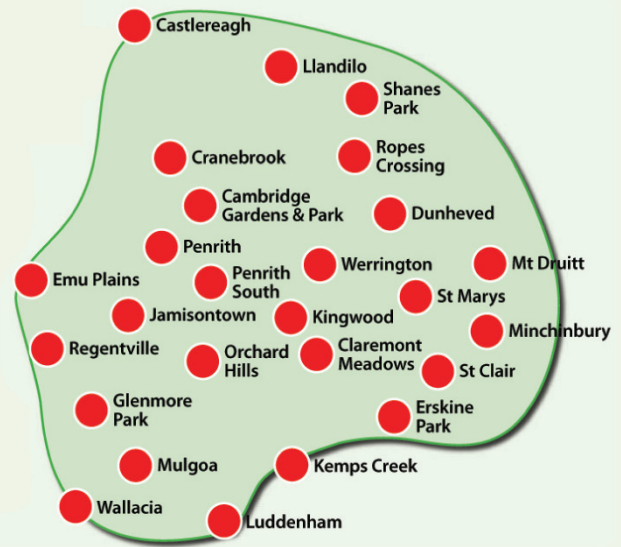 Castlereagh
Llandilo
Shanes
Park
Cranebrook
Ropes
Crossing
Cambridge
Gardens & Park
Dunheved
Penrith
Emu Plains
Penrith
South
Werrington
Mt Druitt
St Marys
Jamisontown
Kingwood
Minchinbury
Regentville
Orchard
Hills
Claremont
Meadows
St Clair
Glenmore
Park
Erskine
Park
Mulgoa
Kemps Creek
Wallacia
Luddenham